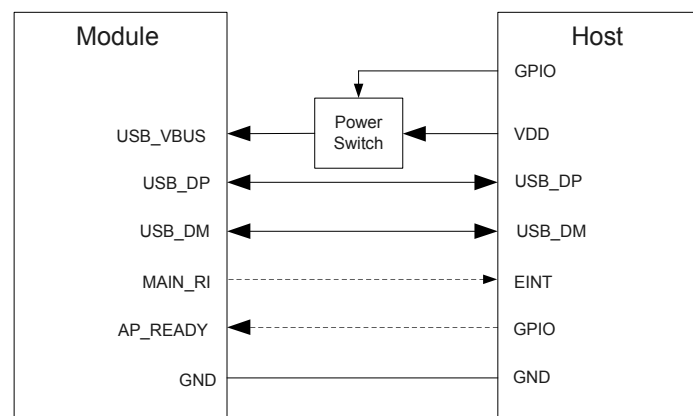 Module
Host
GPIO
Power
Switch
USB_VBUS
VDD
USB_DP
USB_DP
USB_DM
USB_DM
MAIN_RI
EINT
AP_READY
GPIO
GND
GND